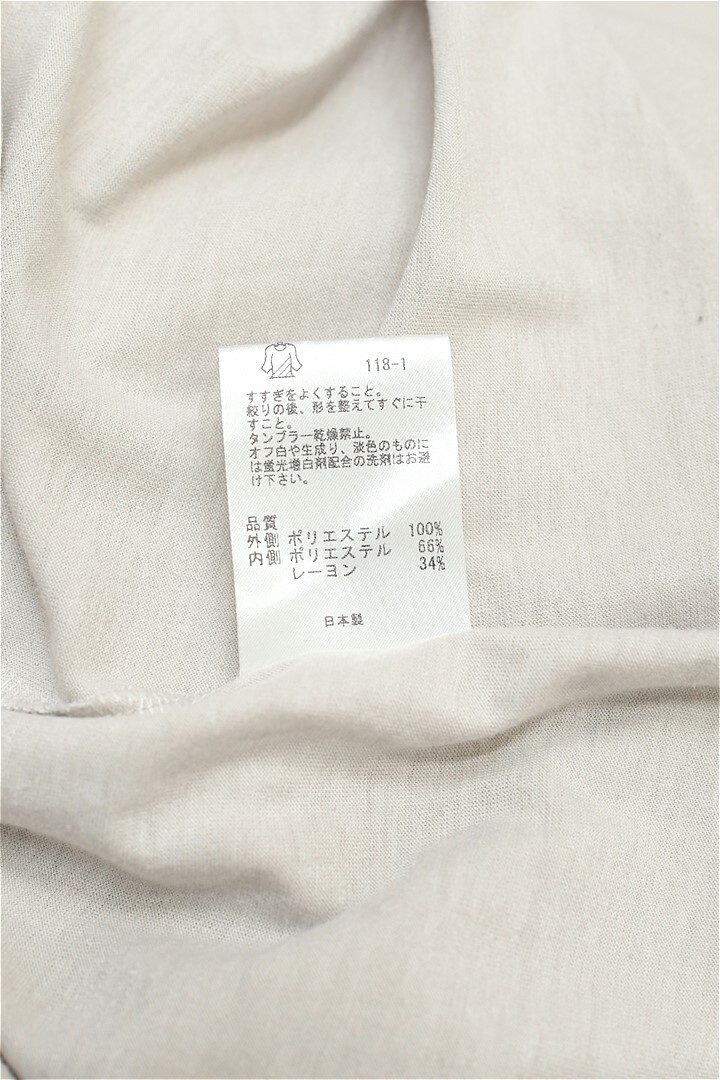 118-1
すすぎをよくすること。
絞りの後、形を整えてすぐに干
すこと。
タンブラー乾燥禁止。
オフ白や生成り、淡色のものに
は蛍光増白剤配合の洗剤はお避
け下さい。
品質
外側 ポリエステル 100%
内側 ポリエステル 66%
レーヨン 34%
日本製